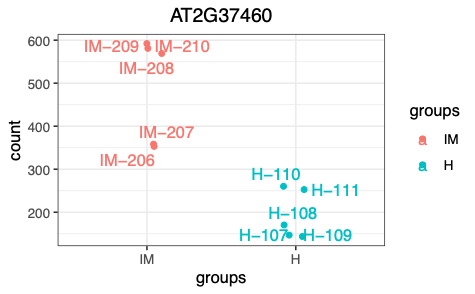 AT2G37460
600
500
400
300
200
count
IM−209
IM−210
IM−208
IM−207
IM−206
H−110
H−111
H−108
H−107
H−109
IM
H
groups
groups
a IM
a H